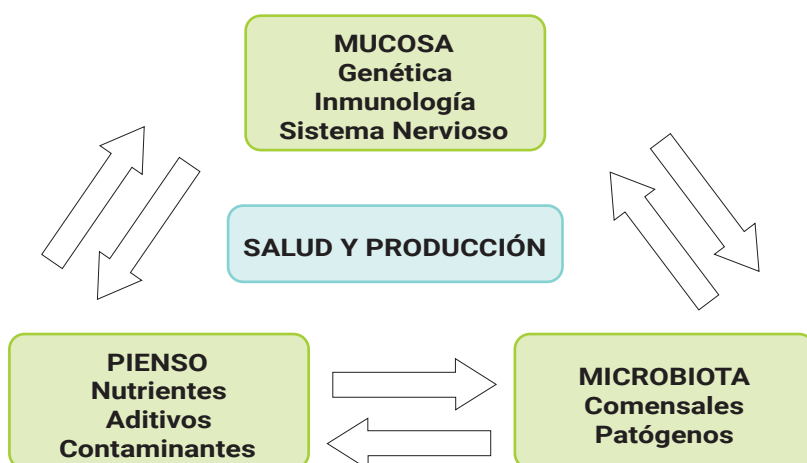 MUCOSA
Genética
Inmunología
Sistema Nervioso
SALUD Y PRODUCCIÓN
PIENSO
Nutrientes
Aditivos
Contaminantes
MICROBIOTA
Comensales
Patógenos